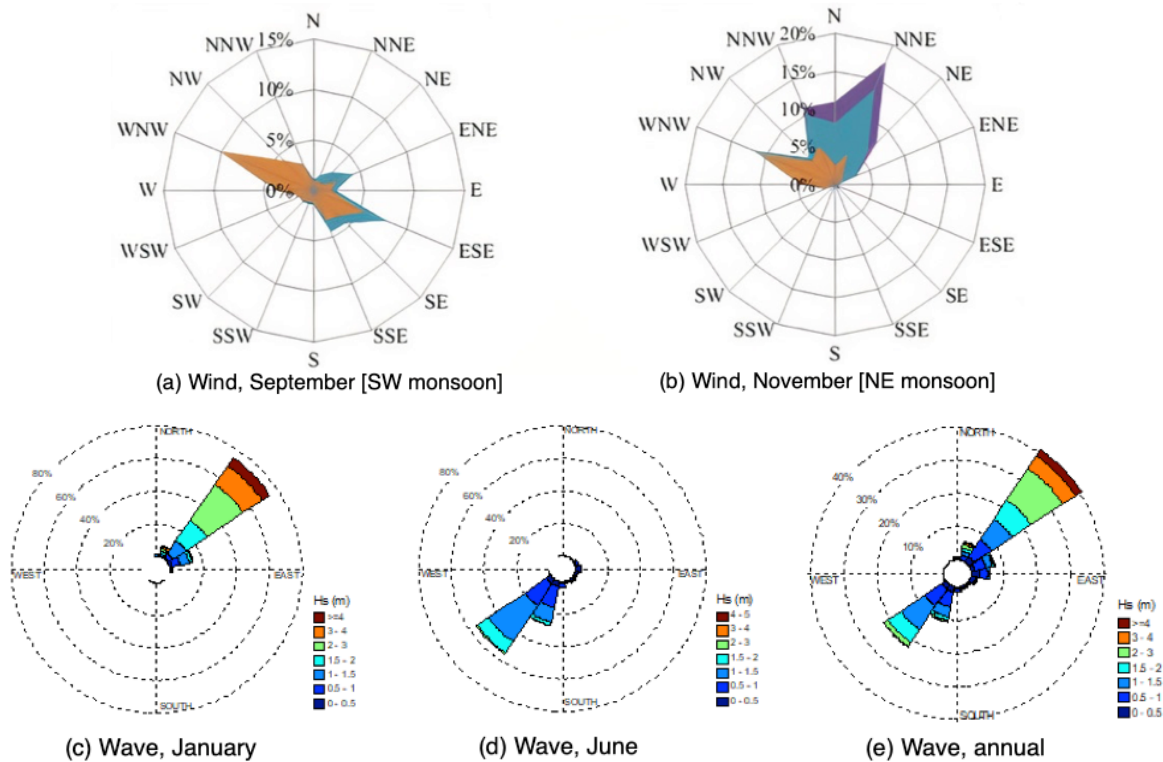 N
15%
NNW
NNE
NW
10%
NE
WNW
5%
ENE
W
0%
E
WSW
ESE
SW
SE
SSW
SSE
S
(a) Wind, September [SW monsoon]
N
20%
NNW
NNE
NW
15%
NE
10%
WNW
5%
ENE
W
0%
E
WSW
ESE
SW
SE
SSW
SSE
S
(b) Wind, November [NE monsoon]
NORTH
80%
60%
40%
20%
WEST
EAST
SOUTH
Hs (m)
>=4
3 - 4
2 - 3
1.5 - 2
1 - 1.5
0.5 - 1
0 - 0.5
(c) Wave, January
NORTH
80%
60%
40%
20%
WEST
EAST
SOUTH
Hs (m)
4 - 5
3 - 4
2 - 3
1.5 - 2
1 - 1.5
0.5 - 1
0 - 0.5
(d) Wave, June
NORTH
40%
30%
20%
10%
WEST
EAST
SOUTH
Hs (m)
>=4
3 - 4
2 - 3
1.5 - 2
1 - 1.5
0.5 - 1
0 - 0.5
(e) Wave, annual